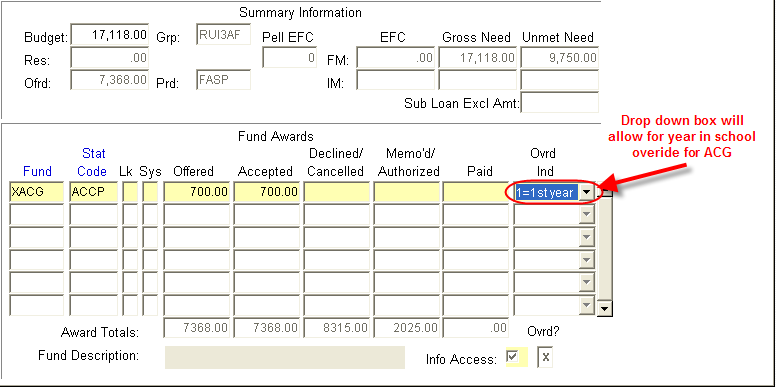 Summary Information
Budget: 17,118.00 Grp: RUI3AF Pell EFC EFC Gross Need Unmet Need
Res: .00 0 FM: .00 17,118.00 9,750.00
Ofrd: 7,368.00 Prd: FASP IM:
Sub Loan Excl Amt:
Drop down box will
allow for year in school
overide for ACG
Fund Awards
Stat Declined/ Memo'd/ Ovrd
Fund Code Lk Sys Offered Accepted Cancelled Authorized Paid Ind
XACG ACCP 700.00 700.00 1=1st year
Award Totals: 7368.00 7368.00 8315.00 2025.00 .00 Ovrd?
Fund Description: Info Access: X